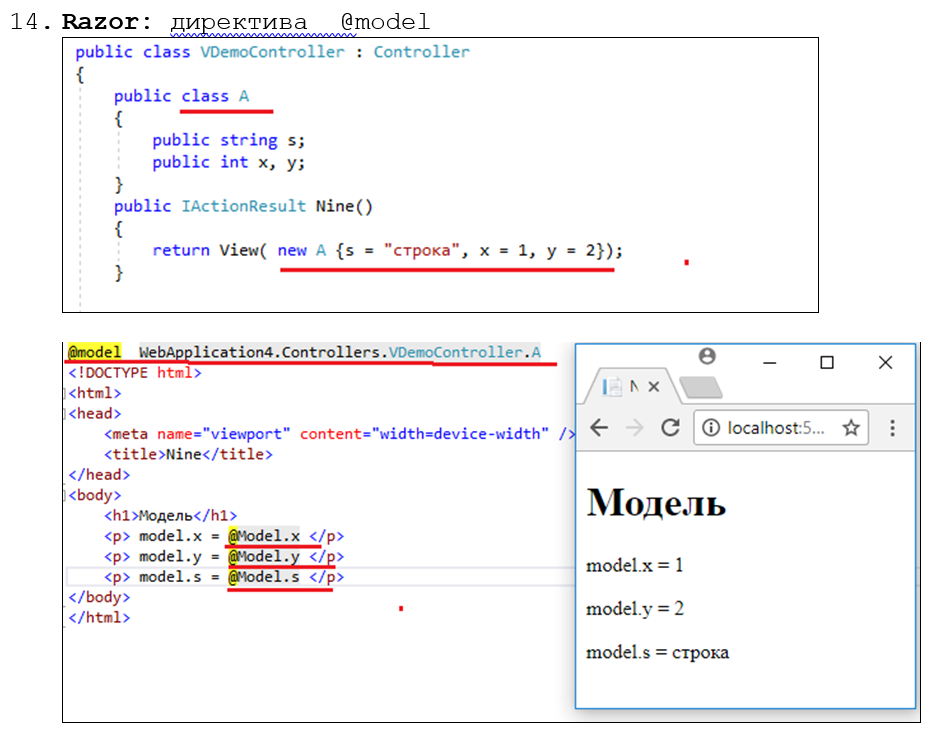 14. Razor: директива @model
public class VDemoController : Controller
{
public class A
{
public string s;
public int x, y;
}
public IActionResult Nine()
{
return View( new A {s = "строка", x = 1, y = 2});
}
@model WebApplication4.Controllers.VDemoController.A
<!DOCTYPE html>
<html>
<head>
<meta name="viewport" content="width=device-width" />
<title>Nine</title>
</head>
<body>
<h1>Модель</h1>
<p> model.x = @Model.x </p>
<p> model.y = @Model.y </p>
<p> model.s = @Model.s </p>
</body>
</html>
N
localhost:5...
Модель
model.x = 1
model.y = 2
model.s = строка